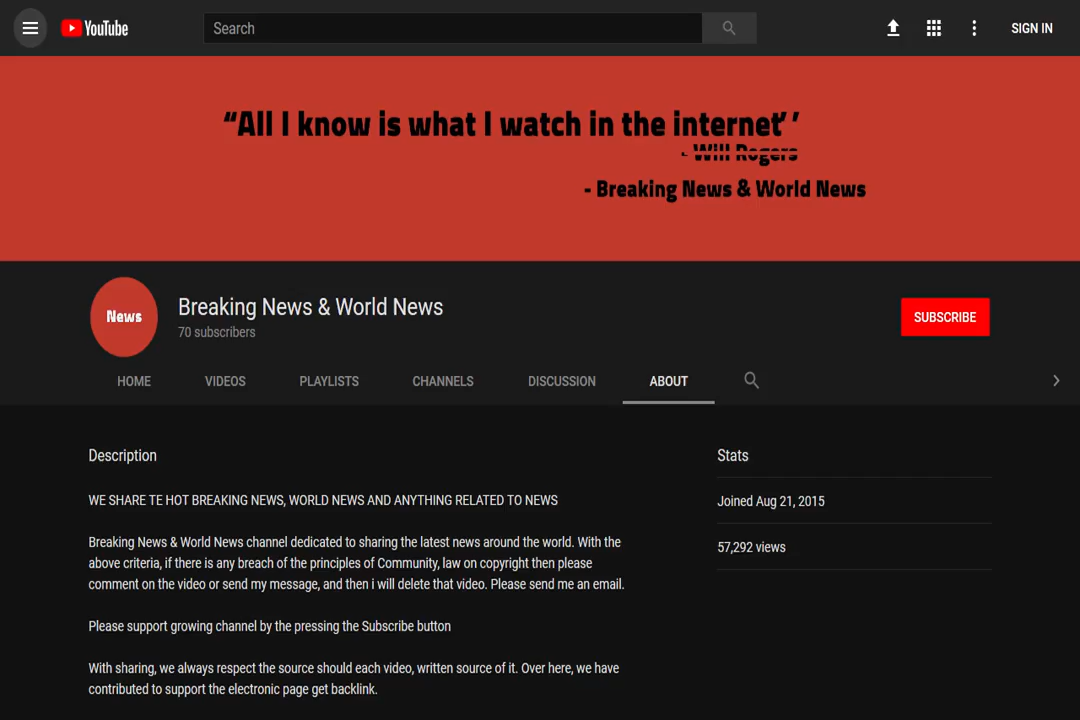 YouTube
Search
SIGN IN
“All I know is what I watch in the internet’’
- Will Rogers
- Breaking News & World News
News
Breaking News & World News
70 subscribers
SUBSCRIBE
HOME VIDEOS PLAYLISTS CHANNELS DISCUSSION ABOUT
Description
Stats
WE SHARE TE HOT BREAKING NEWS, WORLD NEWS AND ANYTHING RELATED TO NEWS
Joined Aug 21, 2015
Breaking News & World News channel dedicated to sharing the latest news around the world. With the
57,292 views
above criteria, if there is any breach of the principles of Community, law on copyright then please
comment on the video or send my message, and then i will delete that video. Please send me an email.
Please support growing channel by the pressing the Subscribe button
With sharing, we always respect the source should each video, written source of it. Over here, we have
contributed to support the electronic page get backlink.